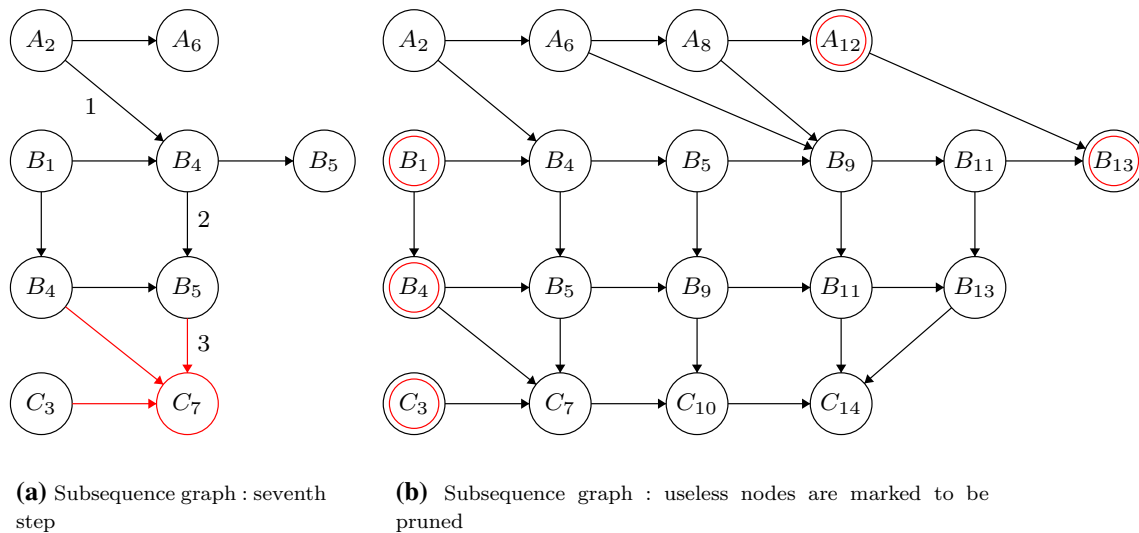 A₂ A₆ A₂ A₆ A₈ A₁₂
1
B₁ B₄ B₅ B₁ B₄ B₅ B₉ B₁₁ B₁₃
2
B₄ B₅ B₄ B₅ B₉ B₁₁ B₁₃
3
C₃ C₇ C₃ C₇ C₁₀ C₁₄
(a) Subsequence graph : seventh
step
(b) Subsequence graph : useless nodes are marked to be
pruned